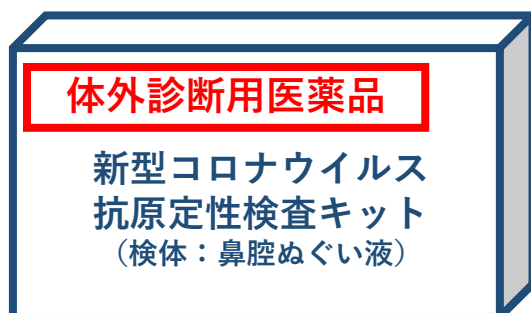 体外診断用医薬品
新型コロナウイルス
抗原定性検査キット
（検体：鼻腔ぬぐい液）